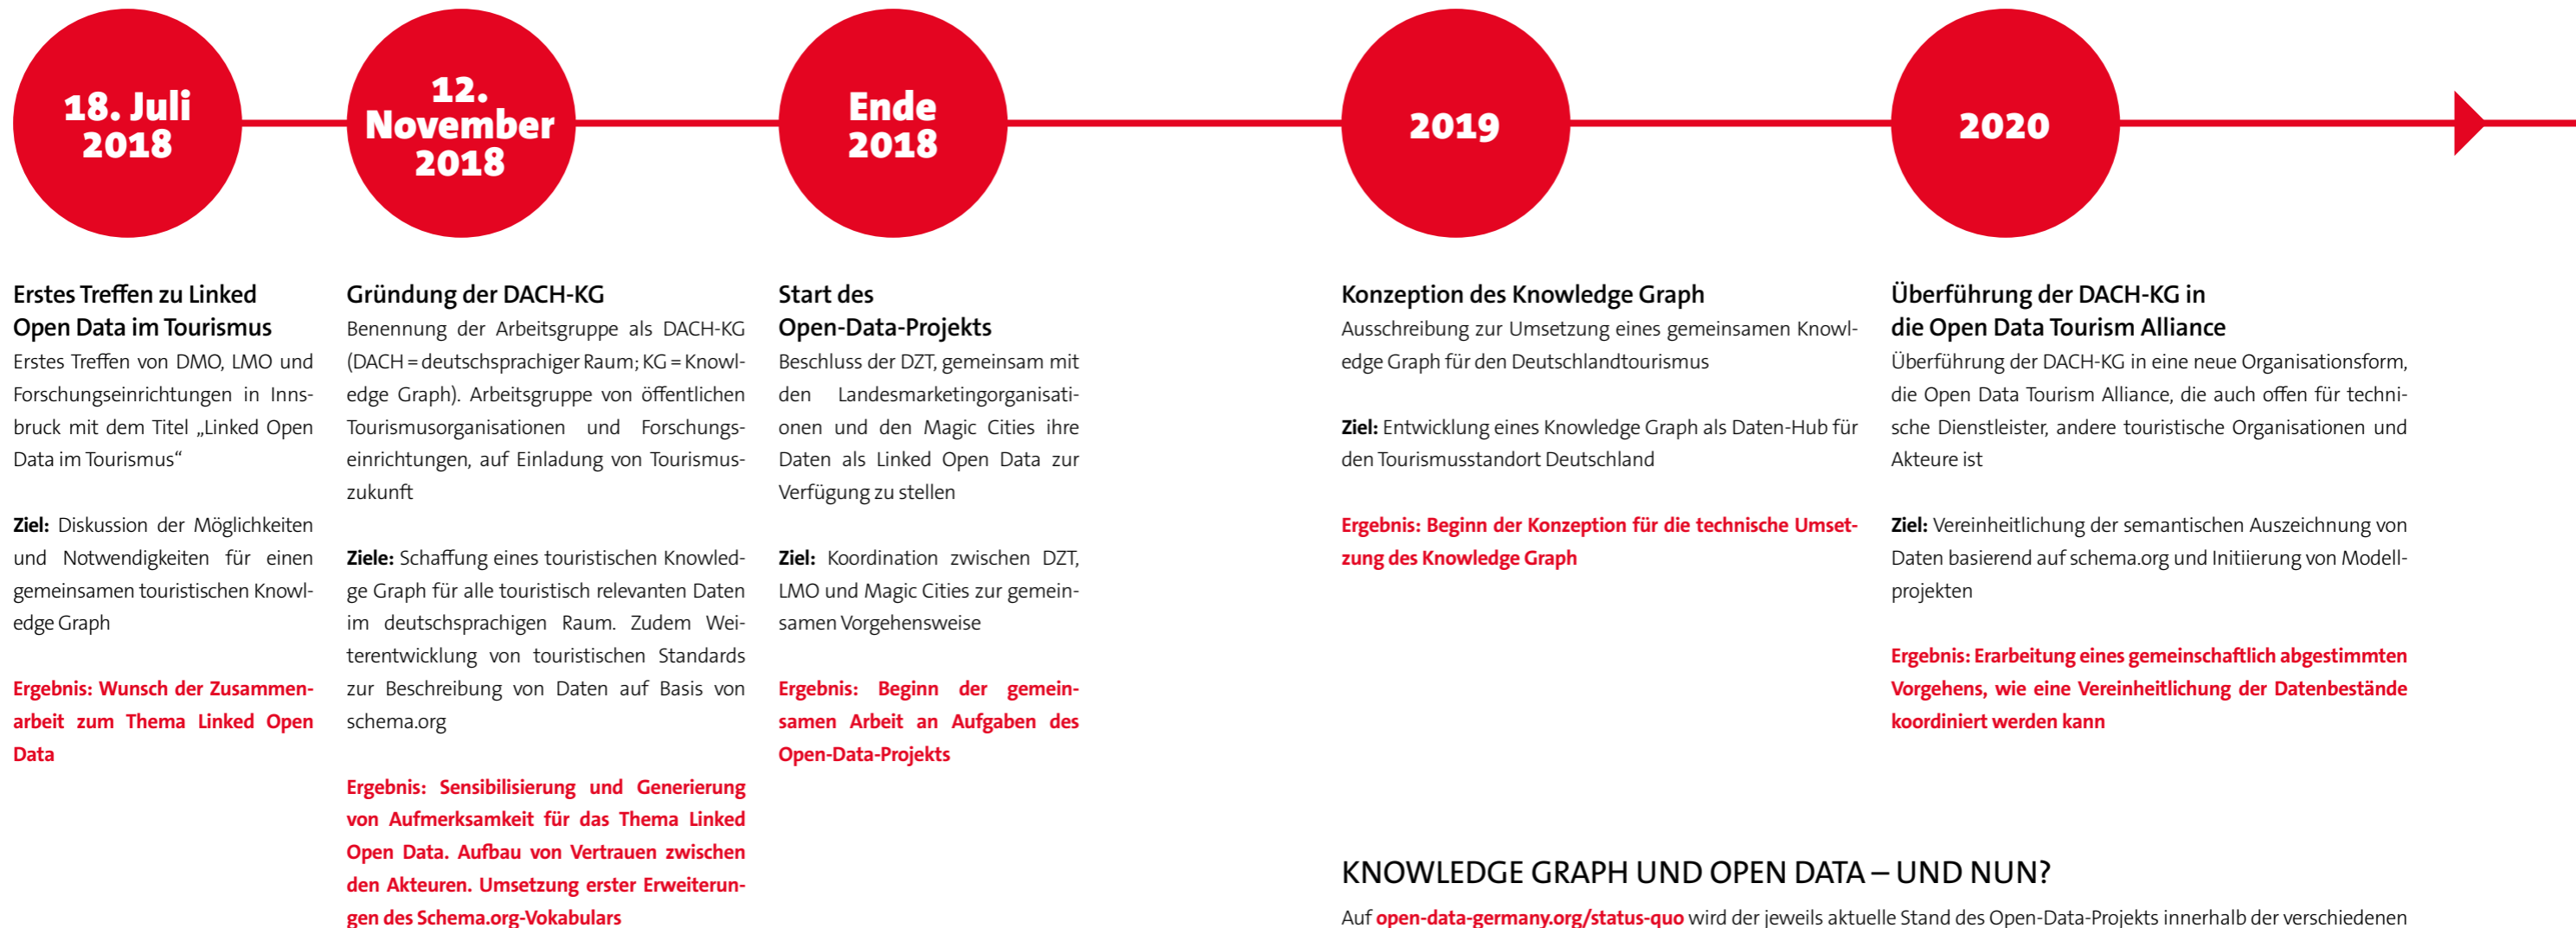 18. Juli
2018
12.
November
2018
Ende
2018
2019
2020
Erstes Treffen zu Linked
Open Data im Tourismus
Erstes Treffen von DMO, LMO und
Forschungseinrichtungen in Inns-
bruck mit dem Titel „Linked Open
Data im Tourismus“
Ziel: Diskussion der Möglichkeiten
und Notwendigkeiten für einen
gemeinsamen touristischen Knowl-
edge Graph
Ergebnis: Wunsch der Zusammen-
arbeit zum Thema Linked Open
Data
Gründung der DACH-KG
Benennung der Arbeitsgruppe als DACH-KG
(DACH = deutschsprachiger Raum; KG = Knowl-
edge Graph). Arbeitsgruppe von öffentlichen
Tourismusorganisationen und Forschungs-
einrichtungen, auf Einladung von Tourismus-
zukunft
Ziele: Schaffung eines touristischen Knowled-
ge Graph für alle touristisch relevanten Daten
im deutschsprachigen Raum. Zudem Wei-
terentwicklung von touristischen Standards
zur Beschreibung von Daten auf Basis von
schema.org
Ergebnis: Sensibilisierung und Generierung
von Aufmerksamkeit für das Thema Linked
Open Data. Aufbau von Vertrauen zwischen
den Akteuren. Umsetzung erster Erweiterun-
gen des Schema.org-Vokabulars
Start des
Open-Data-Projekts
Beschluss der DZT, gemeinsam mit
den Landesmarketingorganisati-
onen und den Magic Cities ihre
Daten als Linked Open Data zur
Verfügung zu stellen
Ziel: Koordination zwischen DZT,
LMO und Magic Cities zur gemein-
samen Vorgehensweise
Ergebnis: Beginn der gemein-
samen Arbeit an Aufgaben des
Open-Data-Projekts
Konzeption des Knowledge Graph
Ausschreibung zur Umsetzung eines gemeinsamen Knowl-
edge Graph für den Deutschlandtourismus
Ziel: Entwicklung eines Knowledge Graph als Daten-Hub für
den Tourismusstandort Deutschland
Ergebnis: Beginn der Konzeption für die technische Umset-
zung des Knowledge Graph
Überführung der DACH-KG in
die Open Data Tourism Alliance
Überführung der DACH-KG in eine neue Organisationsform,
die Open Data Tourism Alliance, die auch offen für techni-
sche Dienstleister, andere touristische Organisationen und
Akteure ist
Ziel: Vereinheitlichung der semantischen Auszeichnung von
Daten basierend auf schema.org und Initiierung von Modell-
projekten
Ergebnis: Erarbeitung eines gemeinschaftlich abgestimmten
Vorgehens, wie eine Vereinheitlichung der Datenbestände
koordiniert werden kann
KNOWLEDGE GRAPH UND OPEN DATA – UND NUN?
Auf open-data-germany.org/status-quo wird der jeweils aktuelle Stand des Open-Data-Projekts innerhalb der verschiedenen